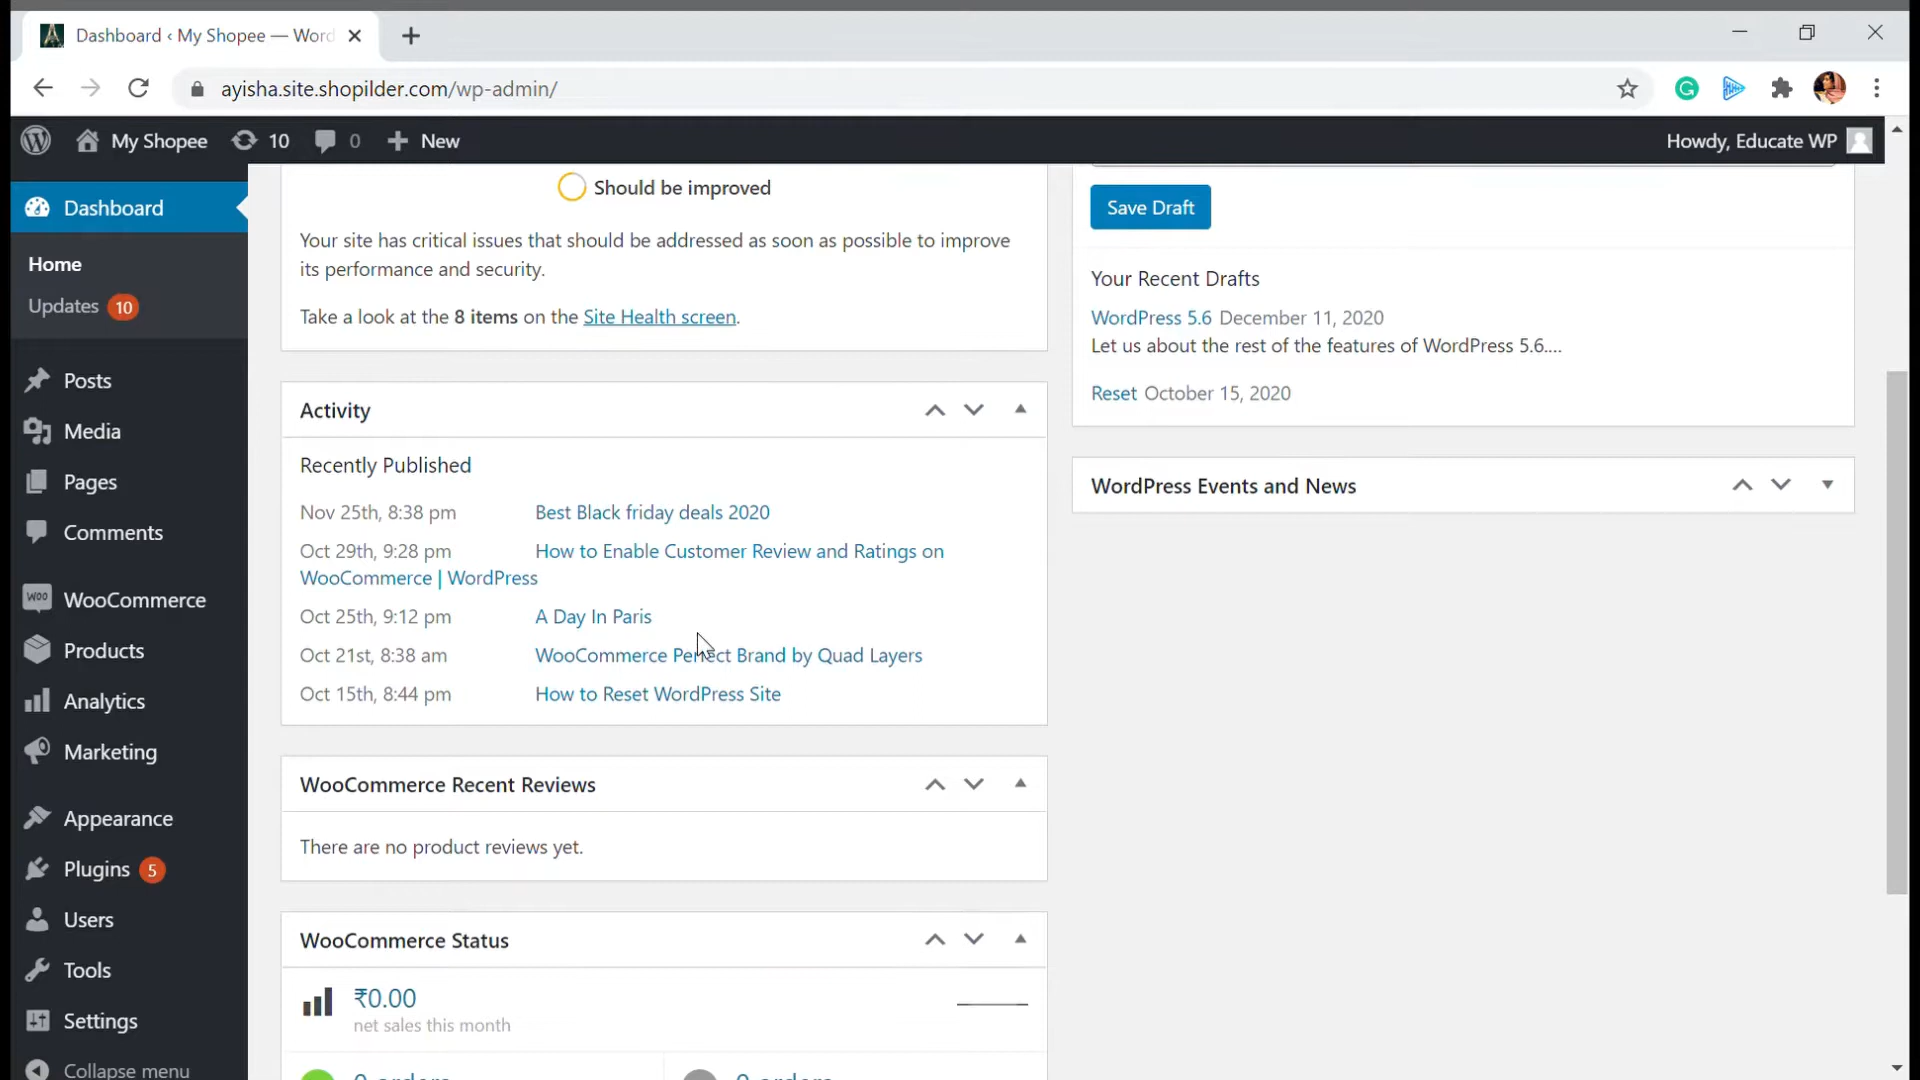 Dashboard ‹ My Shopee — Word
ayisha.site.shopilder.com/wp-admin/
My Shopee 10 0 New
Howdy, Educate WP
Dashboard
Home
Updates 10
Posts
Media
Pages
Comments
WOO WooCommerce
Products
Analytics
Marketing
Appearance
Plugins 5
Users
Tools
Settings
Collapse menu
Should be improved
Your site has critical issues that should be addressed as soon as possible to improve
its performance and security.
Take a look at the 8 items on the Site Health screen.
Activity
Recently Published
Nov 25th, 8:38 pm Best Black friday deals 2020
Oct 29th, 9:28 pm How to Enable Customer Review and Ratings on
WooCommerce | WordPress
Oct 25th, 9:12 pm A Day In Paris
Oct 21st, 8:38 am WooCommerce Perfect Brand by Quad Layers
Oct 15th, 8:44 pm How to Reset WordPress Site
WooCommerce Recent Reviews
There are no product reviews yet.
WooCommerce Status
₹0.00
net sales this month
0 orders 0 orders
Save Draft
Your Recent Drafts
WordPress 5.6 December 11, 2020
Let us about the rest of the features of WordPress 5.6.…
Reset October 15, 2020
WordPress Events and News